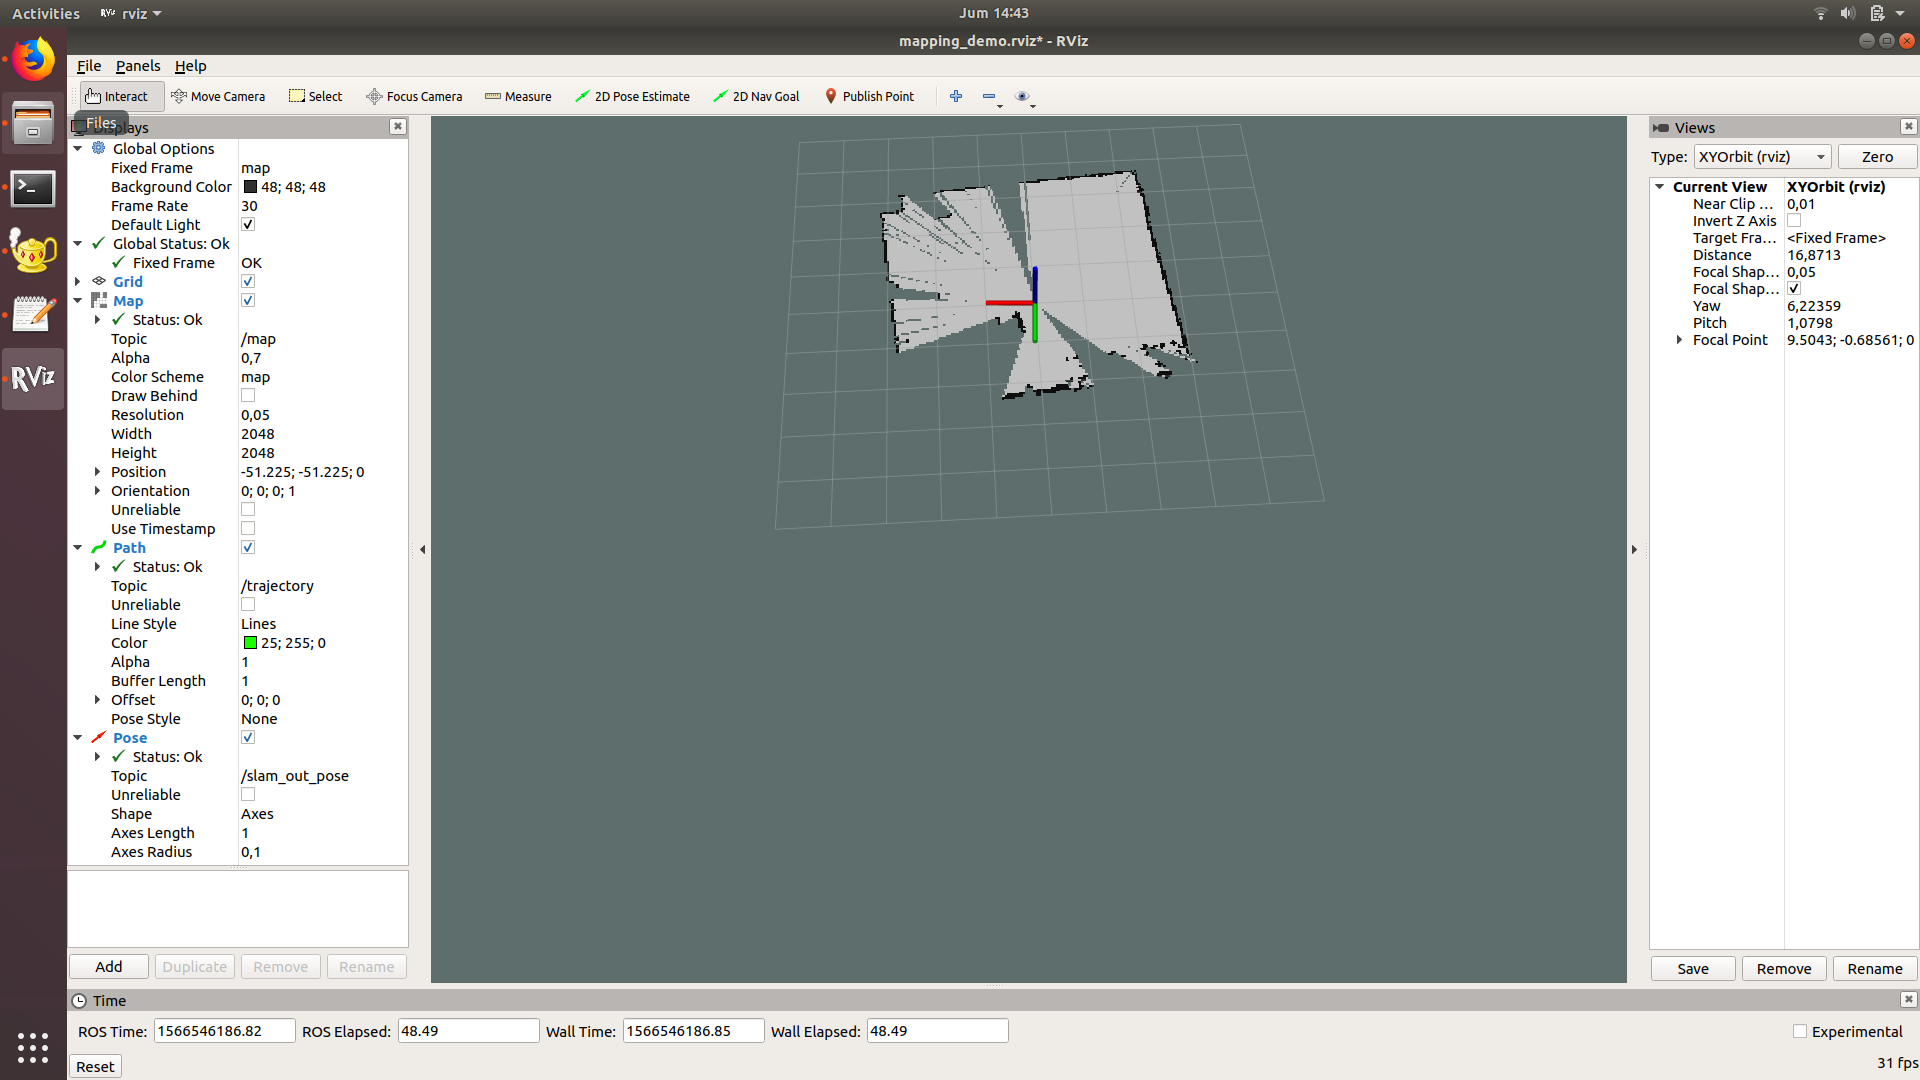 Activities RViz rviz Jum 14:43
mapping_demo.rviz* - RViz
File Panels Help
Interact Move Camera Select Focus Camera Measure 2D Pose Estimate 2D Nav Goal Publish Point
Files
Global Options
Fixed Frame map
Background Color 48; 48; 48
Frame Rate 30
Default Light
Global Status: Ok
Fixed Frame OK
Grid
Map
Status: Ok
Topic /map
Alpha 0,7
Color Scheme map
Draw Behind
Resolution 0,05
Width 2048
Height 2048
Position -51.225; -51.225; 0
Orientation 0; 0; 0; 1
Unreliable
Use Timestamp
Path
Status: Ok
Topic /trajectory
Unreliable
Line Style Lines
Color 25; 255; 0
Alpha 1
Buffer Length 1
Offset 0; 0; 0
Pose Style None
Pose
Status: Ok
Topic /slam_out_pose
Unreliable
Shape Axes
Axes Length 1
Axes Radius 0,1
Add Duplicate Remove Rename
RViz
Views
Type: XYOrbit (rviz) Zero
Current View XYOrbit (rviz)
Near Clip ... 0,01
Invert Z Axis
Target Fra... <Fixed Frame>
Distance 16,8713
Focal Shap... 0,05
Focal Shap...
Yaw 6,22359
Pitch 1,0798
Focal Point 9.5043; -0.68561; 0
Save Remove Rename
Time
ROS Time: 1566546186.82 ROS Elapsed: 48.49 Wall Time: 1566546186.85 Wall Elapsed: 48.49 Experimental
Reset 31 fps